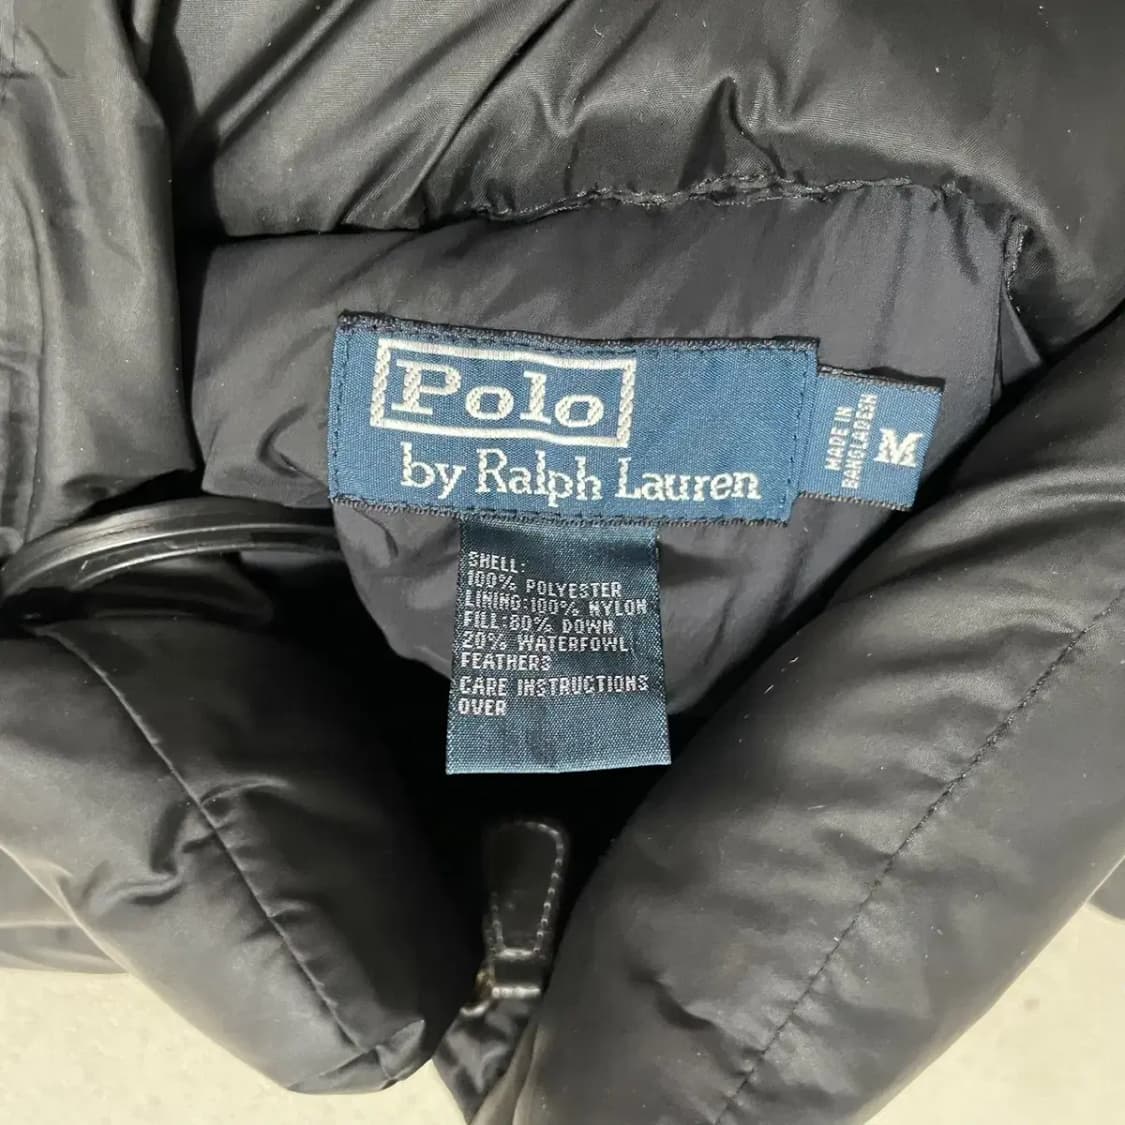 Polo
by Ralph Lauren
MADE IN
BANGLADESH
M
SHELL:
100% POLYESTER
LINING:100% NYLON
FILL:80% DOWN
20% WATERFOWL
FEATHERS
CARE INSTRUCTIONS
OVER